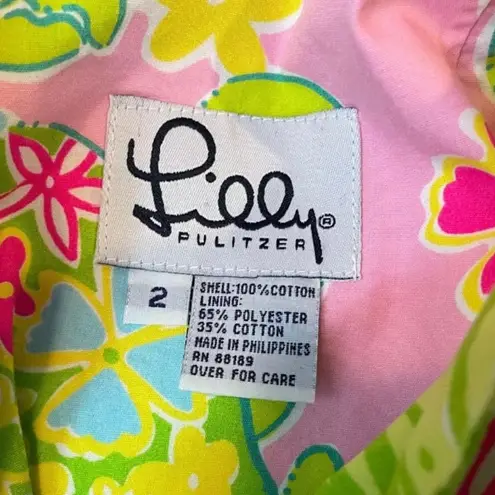 Lilly®
PULITZER
2
SHELL:100%COTTON
LINING:
65% POLYESTER
35% COTTON
MADE IN PHILIPPINES
RN 88189
OVER FOR CARE